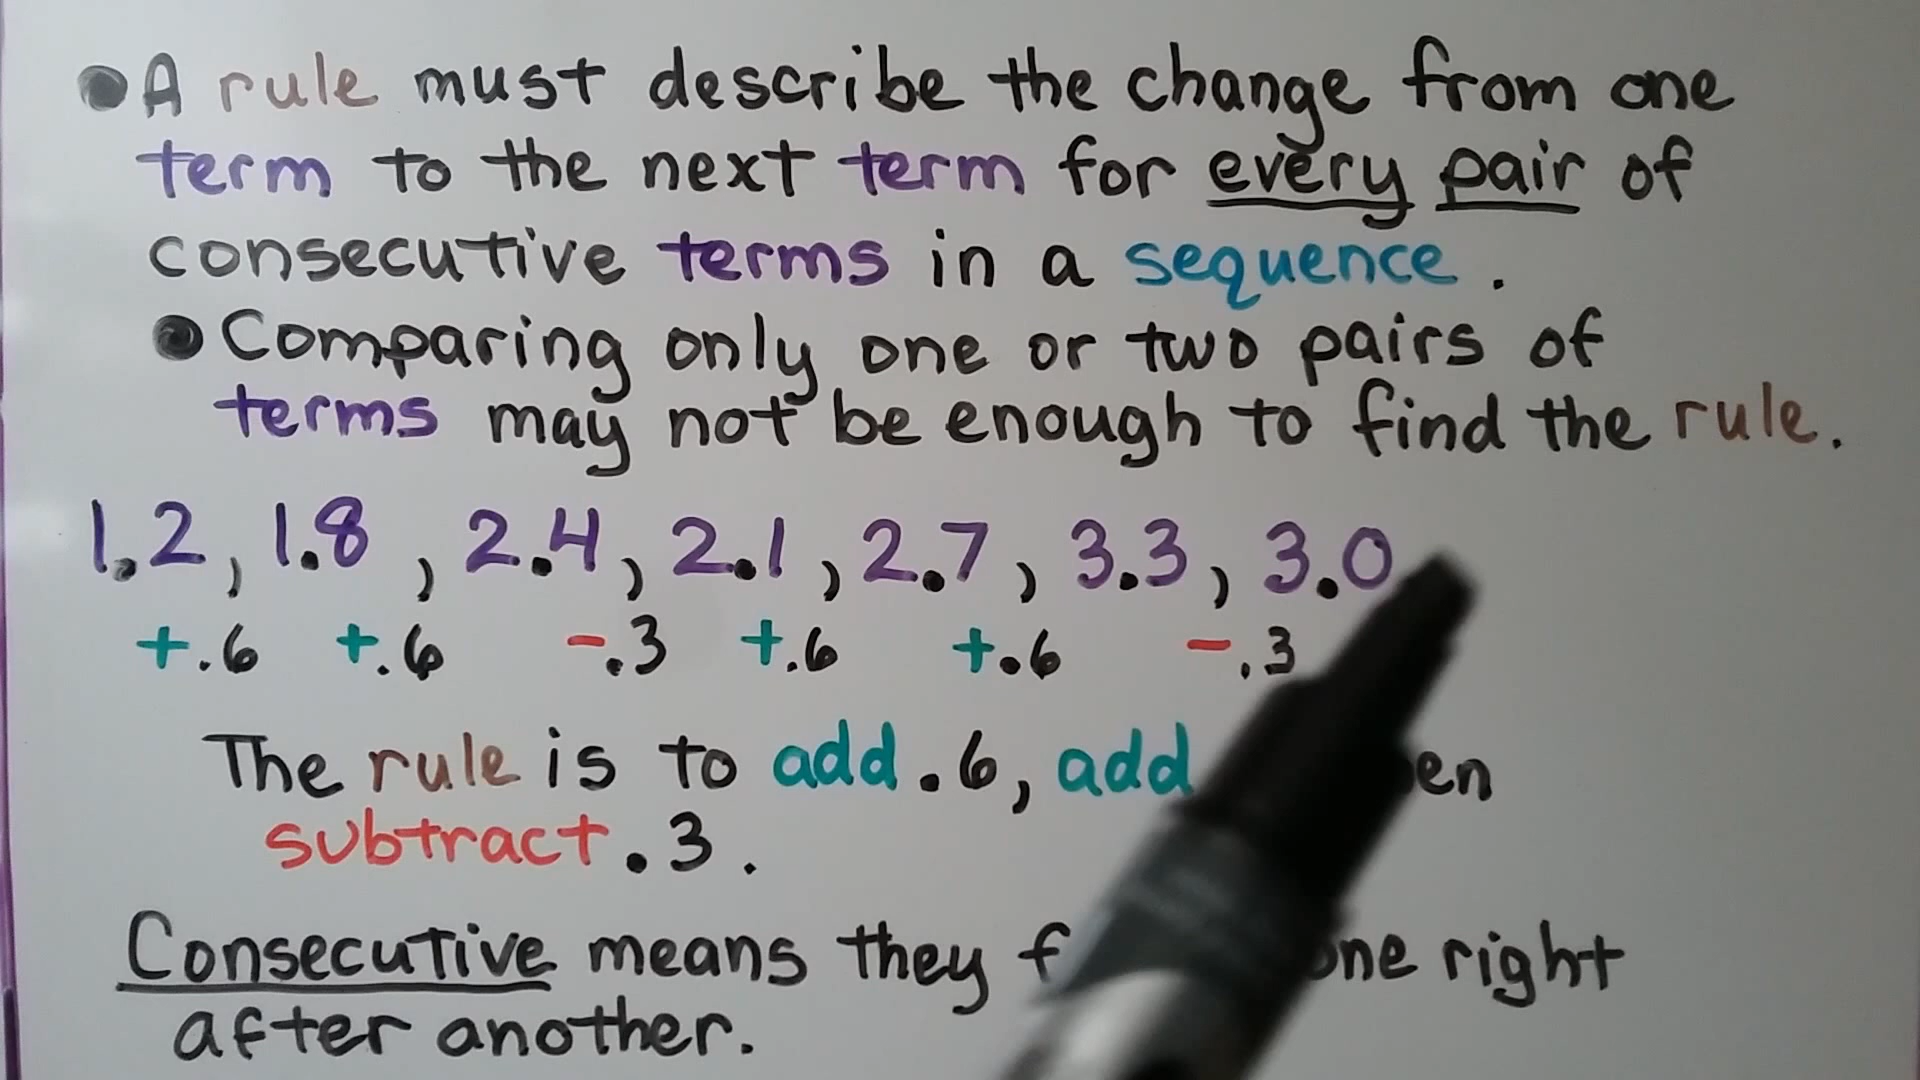 A rule must describe the change from one
term to the next term for every pair of
consecutive terms in a sequence.
Comparing only one or two pairs of
terms may not be enough to find the rule.
1.2, 1.8, 2.4, 2.1, 2.7, 3.3, 3.0
+.6 +.6 -.3 +.6 +.6 -.3
The rule is to add .6, add
subtract .3.
Consecutive means they one right
after another.